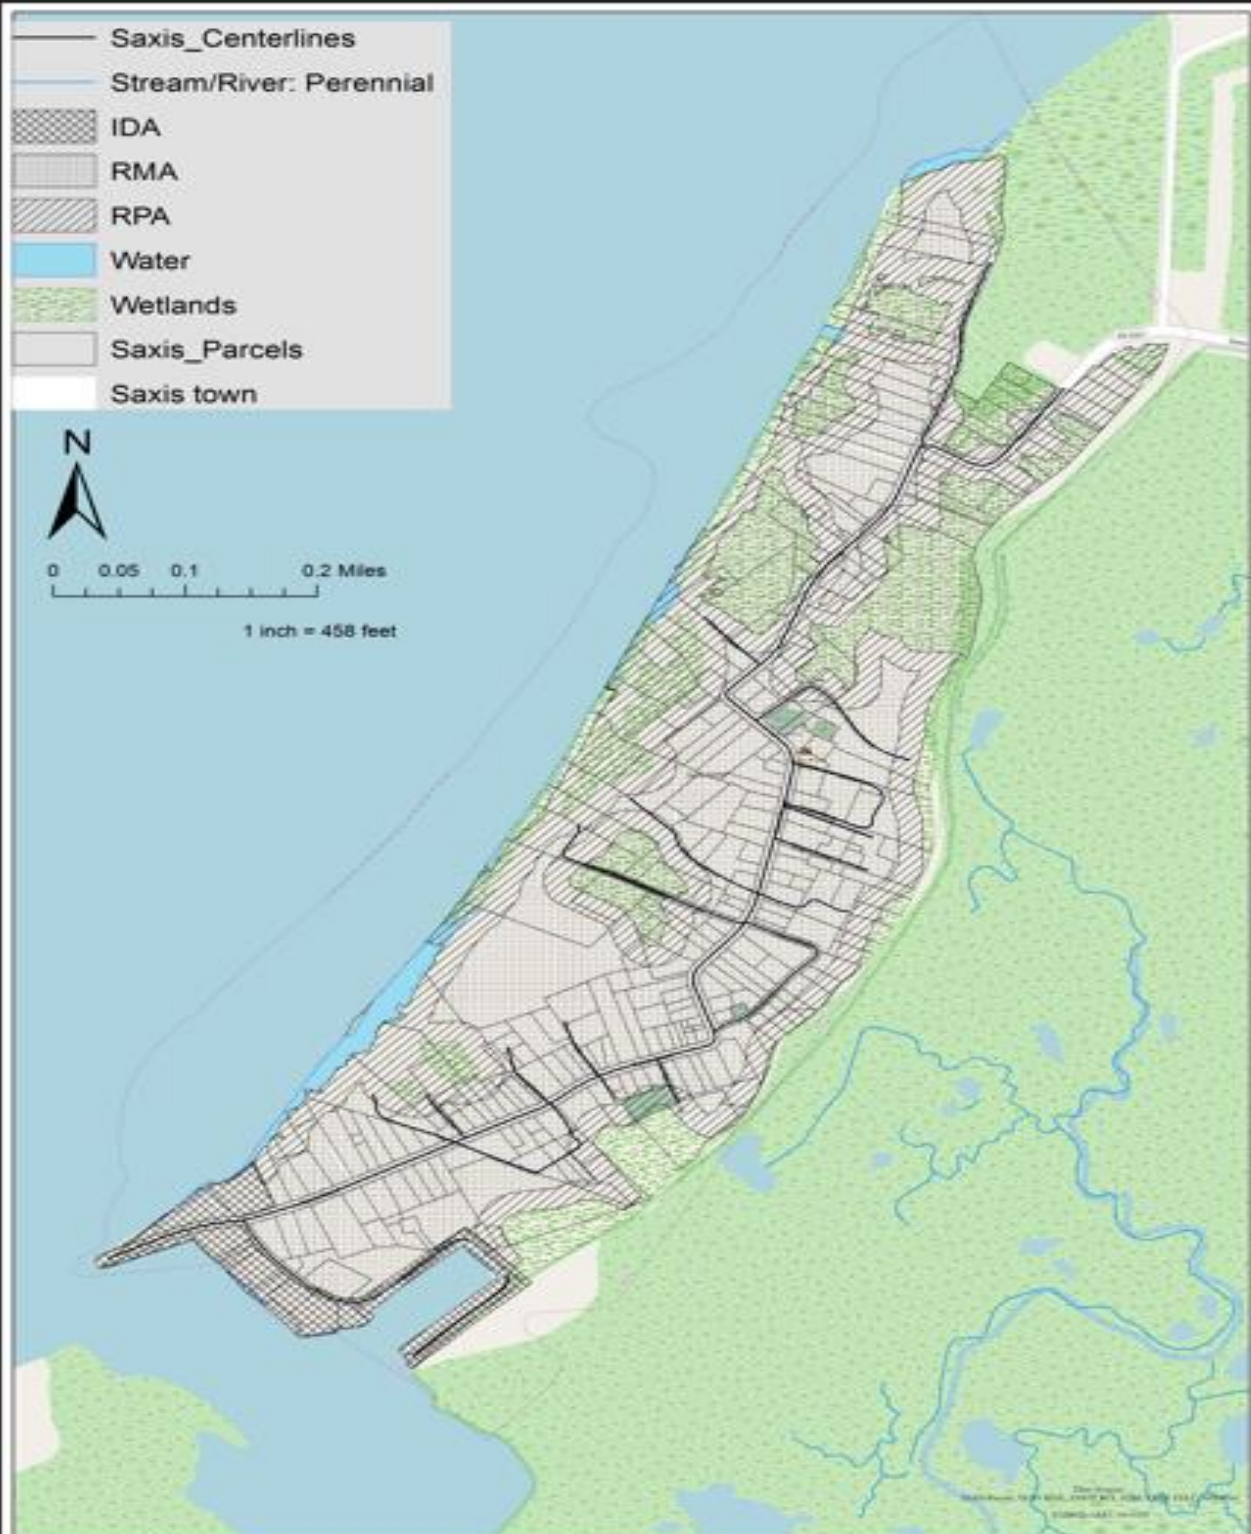 Saxis_Centerlines
Stream/River: Perennial
IDA
RMA
RPA
Water
Wetlands
Saxis_Parcels
Saxis town
N
0 0.05 0.1 0.2 Miles
1 inch = 458 feet